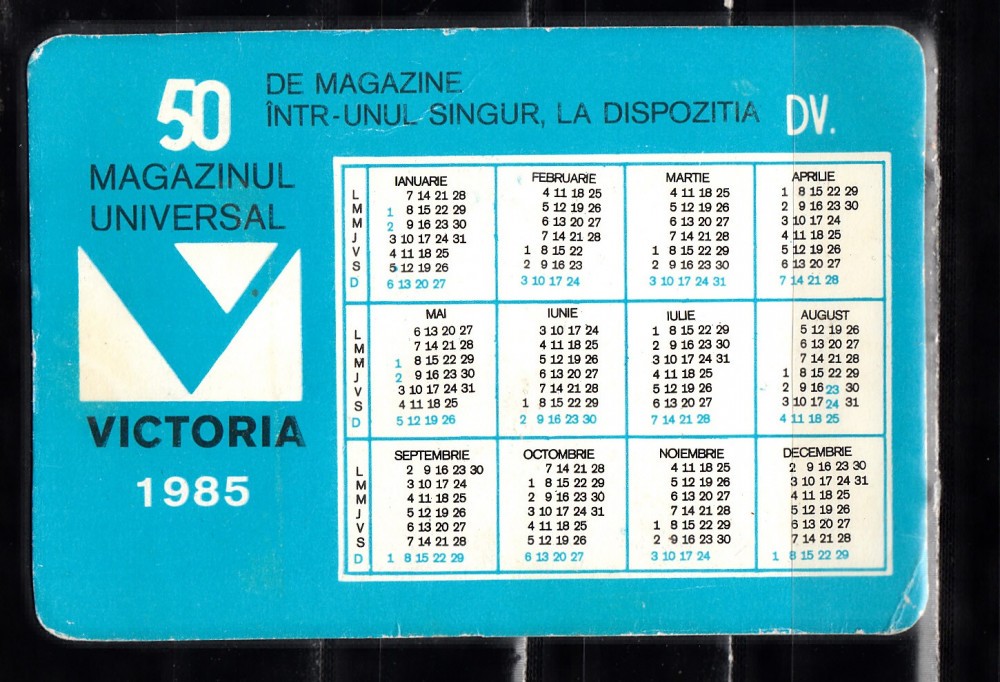 50 DE MAGAZINE
ÎNTR-UNUL SINGUR, LA DISPOZITIA DV.
MAGAZINUL
UNIVERSAL
VICTORIA
1985
IANUARIE FEBRUARIE MARTIE APRILIE
L 7 14 21 28 4 11 18 25 4 11 18 25 1 8 15 22 29
M 1 8 15 22 29 5 12 19 26 5 12 19 26 2 9 16 23 30
M 2 9 16 23 30 6 13 20 27 6 13 20 27 3 10 17 24
J 3 10 17 24 31 7 14 21 28 7 14 21 28 4 11 18 25
V 4 11 18 25 1 8 15 22 1 8 15 22 29 5 12 19 26
S 5 12 19 26 2 9 16 23 2 9 16 23 30 6 13 20 27
D 6 13 20 27 3 10 17 24 3 10 17 24 31 7 14 21 28
MAI IUNIE IULIE AUGUST
L 6 13 20 27 3 10 17 24 1 8 15 22 29 5 12 19 26
M 7 14 21 28 4 11 18 25 2 9 16 23 30 6 13 20 27
M 1 8 15 22 29 5 12 19 26 3 10 17 24 31 7 14 21 28
J 2 9 16 23 30 6 13 20 27 4 11 18 25 1 8 15 22 29
V 3 10 17 24 31 7 14 21 28 5 12 19 26 2 9 16 23 30
S 4 11 18 25 1 8 15 22 29 6 13 20 27 3 10 17 24 31
D 5 12 19 26 2 9 16 23 30 7 14 21 28 4 11 18 25
SEPTEMBRIE OCTOMBRIE NOIEMBRIE DECEMBRIE
L 2 9 16 23 30 7 14 21 28 4 11 18 25 2 9 16 23 30
M 3 10 17 24 1 8 15 22 29 5 12 19 26 3 10 17 24 31
M 4 11 18 25 2 9 16 23 30 6 13 20 27 4 11 18 25
J 5 12 19 26 3 10 17 24 31 7 14 21 28 5 12 19 26
V 6 13 20 27 4 11 18 25 1 8 15 22 29 6 13 20 27
S 7 14 21 28 5 12 19 26 2 9 16 23 30 7 14 21 28
D 1 8 15 22 29 6 13 20 27 3 10 17 24 1 8 15 22 29